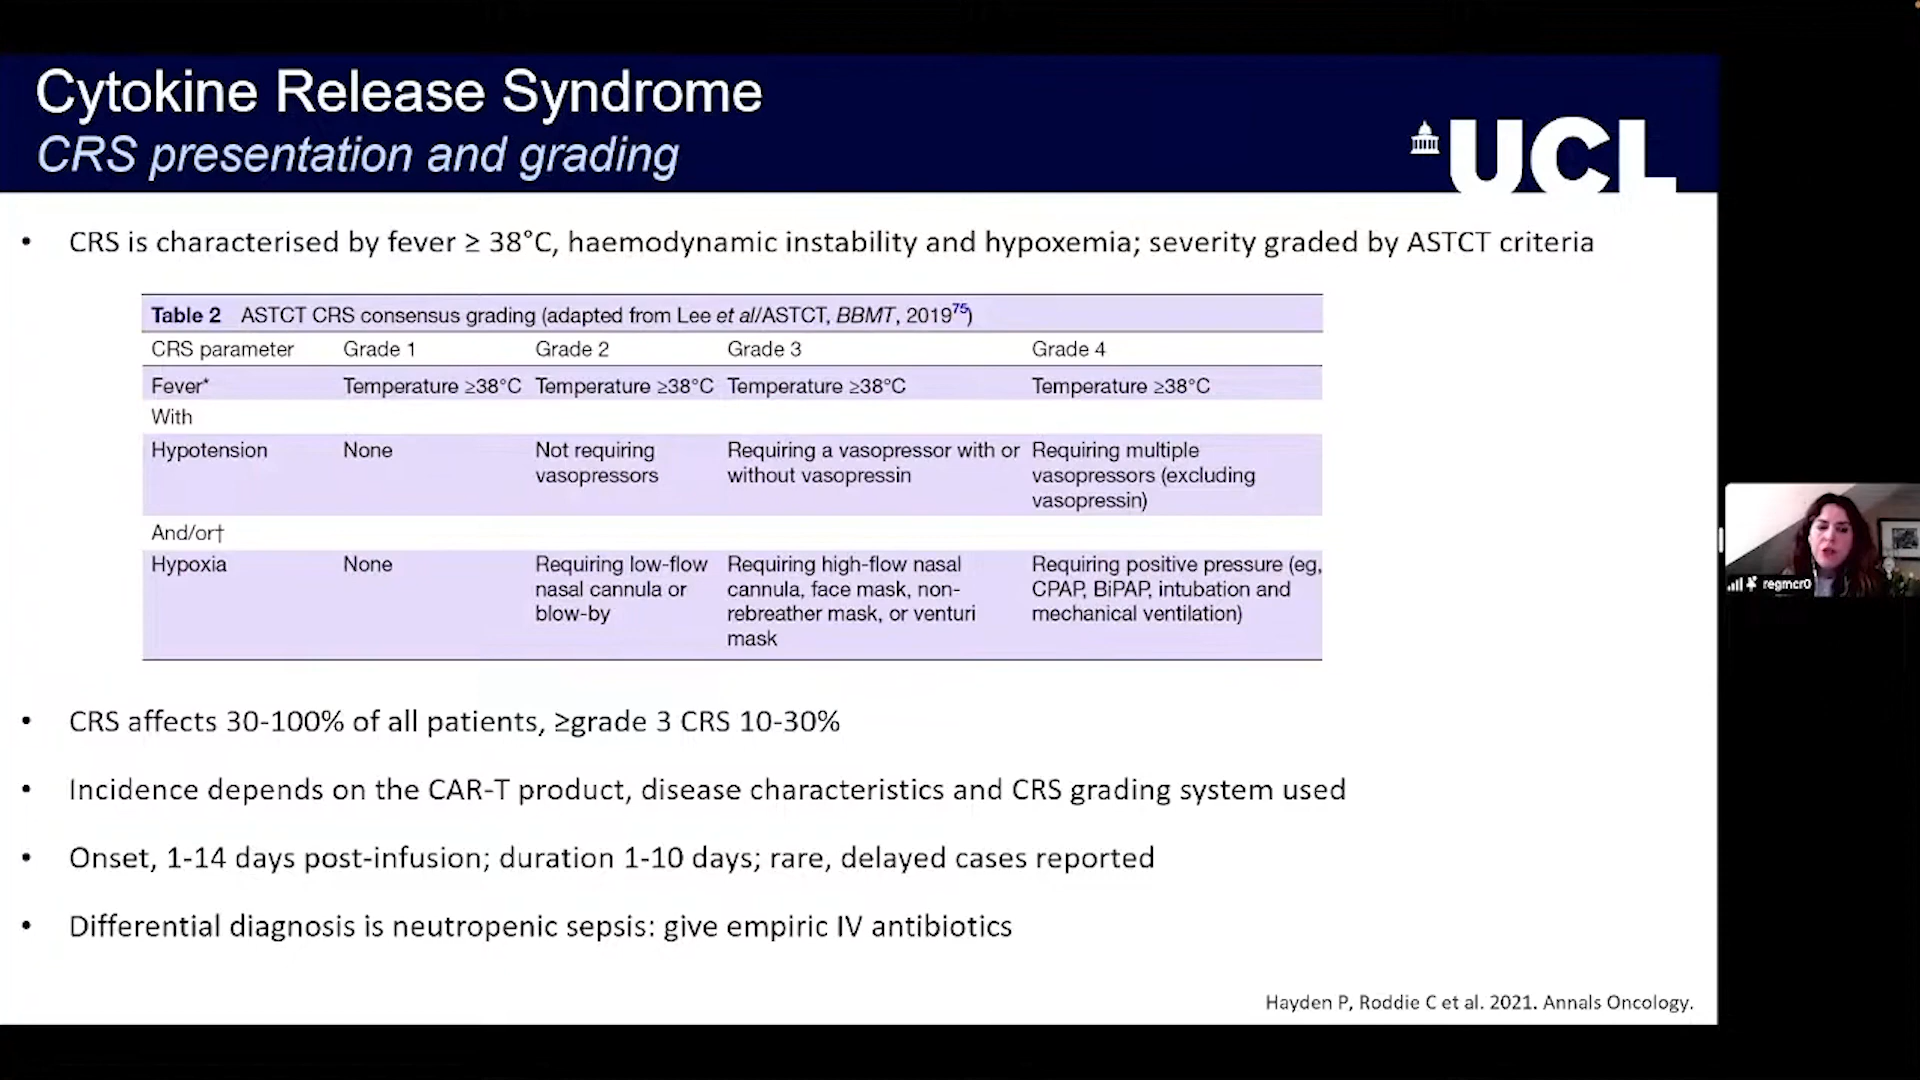 Cytokine Release Syndrome
CRS presentation and grading
UCL
• CRS is characterised by fever ≥ 38°C, haemodynamic instability and hypoxemia; severity graded by ASTCT criteria
Table 2 ASTCT CRS consensus grading (adapted from Lee et al/ASTCT, BBMT, 2019⁷⁵)
CRS parameter Grade 1 Grade 2 Grade 3 Grade 4
Fever* Temperature ≥38°C Temperature ≥38°C Temperature ≥38°C Temperature ≥38°C
With
Hypotension None Not requiring Requiring a vasopressor with or Requiring multiple
vasopressors without vasopressin vasopressors (excluding
vasopressin)
And/or†
Hypoxia None Requiring low-flow Requiring high-flow nasal Requiring positive pressure (eg,
nasal cannula or cannula, face mask, non- CPAP, BiPAP, intubation and
blow-by rebreather mask, or venturi mechanical ventilation)
mask
• CRS affects 30-100% of all patients, ≥grade 3 CRS 10-30%
• Incidence depends on the CAR-T product, disease characteristics and CRS grading system used
• Onset, 1-14 days post-infusion; duration 1-10 days; rare, delayed cases reported
• Differential diagnosis is neutropenic sepsis: give empiric IV antibiotics
Hayden P, Roddie C et al. 2021. Annals Oncology.
regmcr0